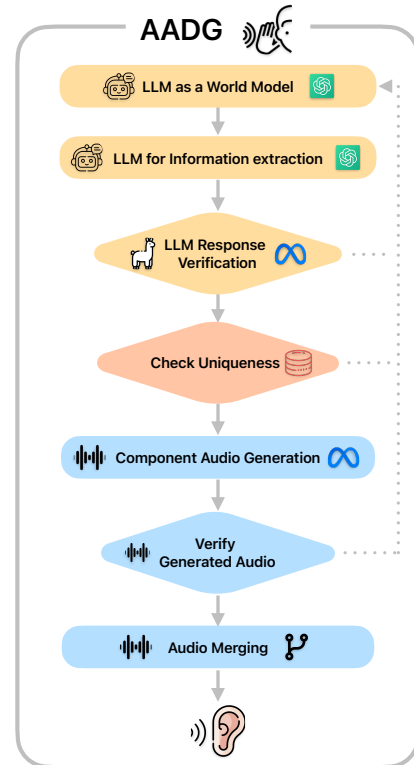 AADG
LLM as a World Model
LLM for Information extraction
LLM Response
Verification
Check Uniqueness
Component Audio Generation
Verify
Generated Audio
Audio Merging